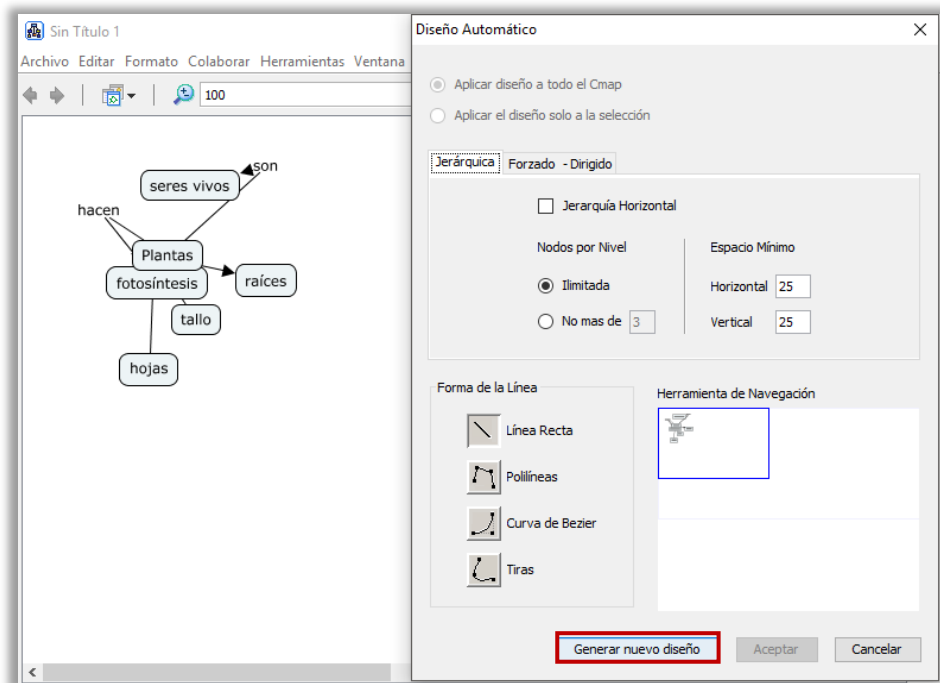 Sin Título 1
Archivo Editar Formato Colaborar Herramientas Ventana
100
son
seres vivos
hacen
Plantas
fotosíntesis
raíces
tallo
hojas
Diseño Automático
Aplicar diseño a todo el Cmap
Aplicar el diseño solo a la selección
Jerárquica Forzado - Dirigido
Jerarquía Horizontal
Nodos por Nivel Espacio Mínimo
Ilimitada Horizontal 25
No mas de 3 Vertical 25
Forma de la Línea Herramienta de Navegación
Línea Recta
Polilíneas
Curva de Bezier
Tiras
Generar nuevo diseño Aceptar Cancelar